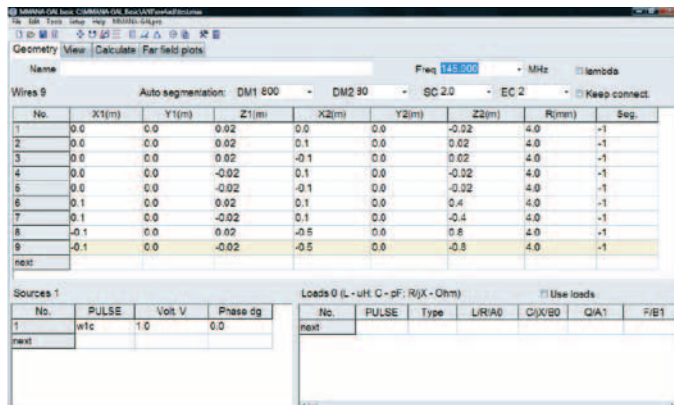 MMANA-GAL basic C:\MMANA-GAL_Basic\ANT\
File Edit Tools Setup Help MMANA-GALpro
Geometry View Calculate Far field plots
Name Freq 145.000 MHz lambda
Wires 9 Auto segmentation: DM1 800 DM2 80 SC 2.0 EC 2 Keep connect.
No. X1(m) Y1(m) Z1(m) X2(m) Y2(m) Z2(m) R(mm) Seg.
1 0.0 0.0 0.02 0.0 0.0 -0.02 4.0 -1
2 0.0 0.0 0.02 0.1 0.0 0.02 4.0 -1
3 0.0 0.0 0.02 -0.1 0.0 0.02 4.0 -1
4 0.0 0.0 -0.02 0.1 0.0 -0.02 4.0 -1
5 0.0 0.0 -0.02 -0.1 0.0 -0.02 4.0 -1
6 0.1 0.0 0.02 0.1 0.0 0.4 4.0 -1
7 0.1 0.0 -0.02 0.1 0.0 -0.4 4.0 -1
8 -0.1 0.0 0.02 -0.5 0.0 0.8 4.0 -1
9 -0.1 0.0 -0.02 -0.5 0.0 -0.8 4.0 -1
next
Sources 1 Loads 0 (L - uH; C - pF; R/jX - Ohm) Use loads
No. PULSE Volt. V Phase dg No. PULSE Type L/R/A0 C/jX/B0 Q/A1 F/B1
1 w1c 1.0 0.0 next
next